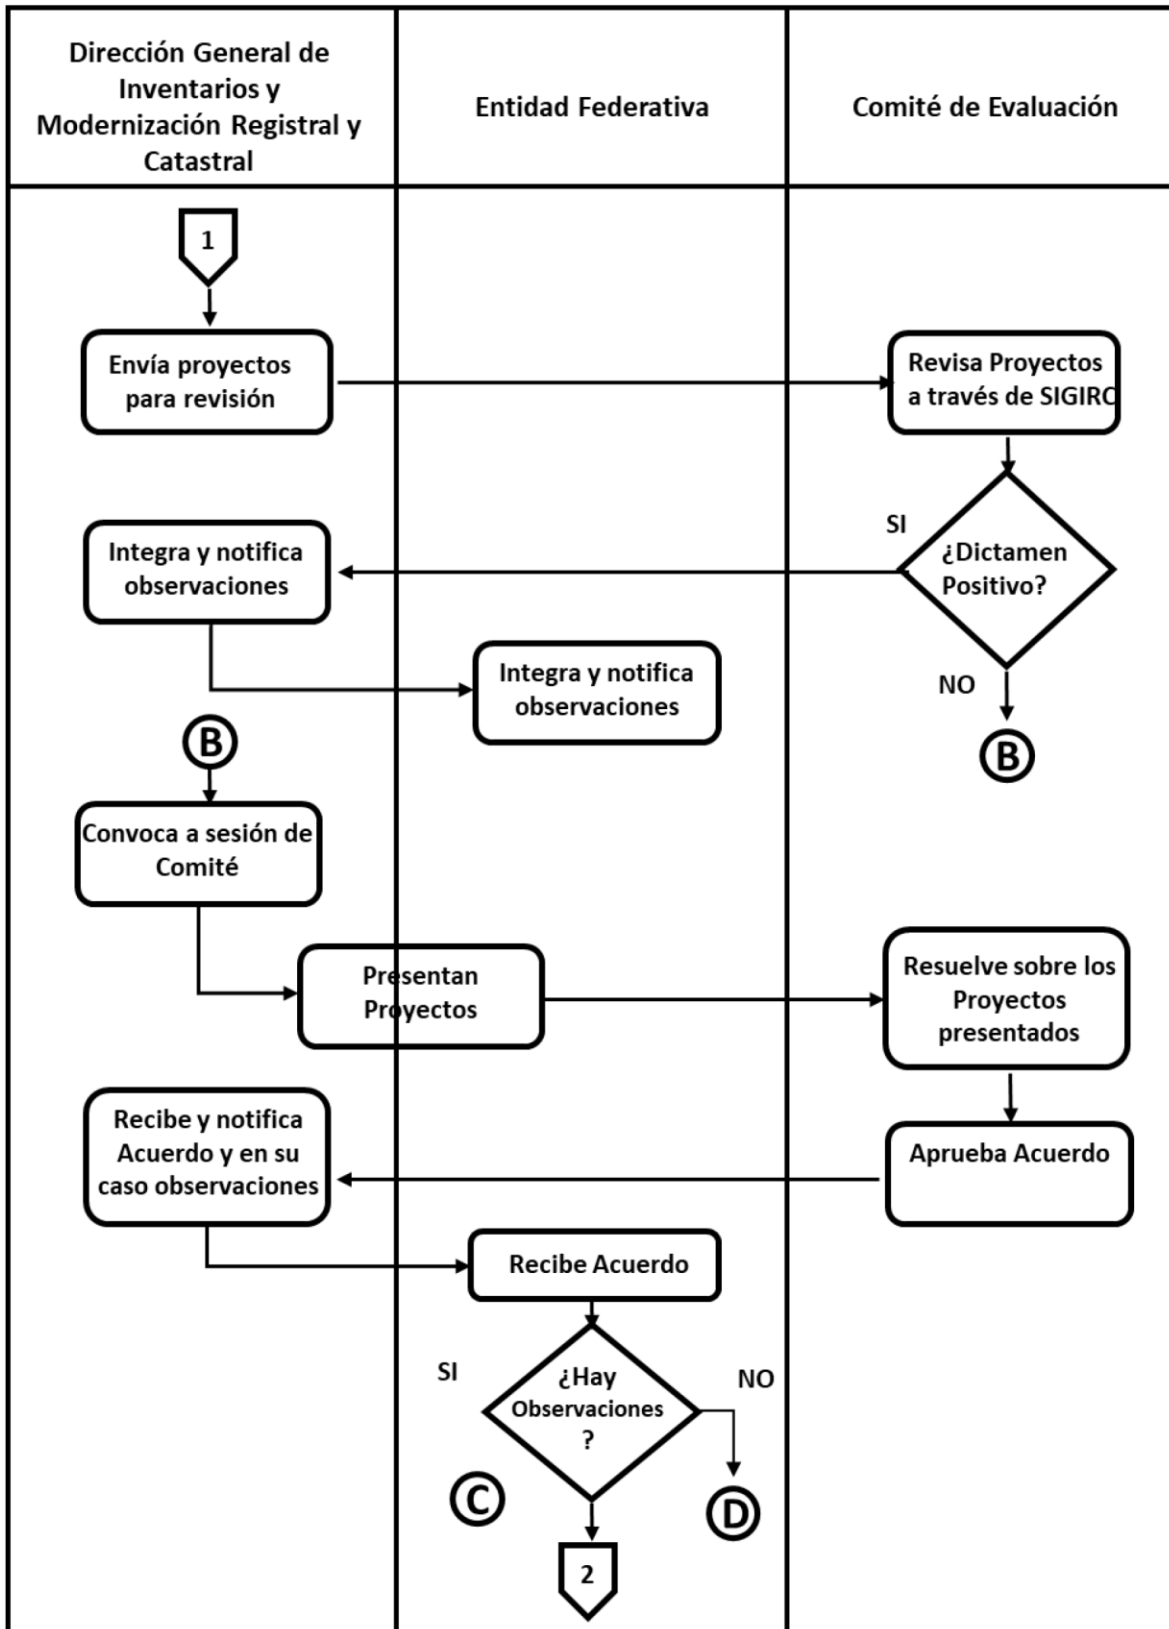 Dirección General de
Inventarios y
Modernización Registral y
Catastral
Entidad Federativa
Comité de Evaluación
1
Envía proyectos
para revisión
Revisa Proyectos
a través de SIGIRC
SI
¿Dictamen
Positivo?
NO
B
Integra y notifica
observaciones
Integra y notifica
observaciones
B
Convoca a sesión de
Comité
Presentan
Proyectos
Resuelve sobre los
Proyectos
presentados
Aprueba Acuerdo
Recibe y notifica
Acuerdo y en su
caso observaciones
Recibe Acuerdo
SI
¿Hay
Observaciones
?
NO
C
D
2